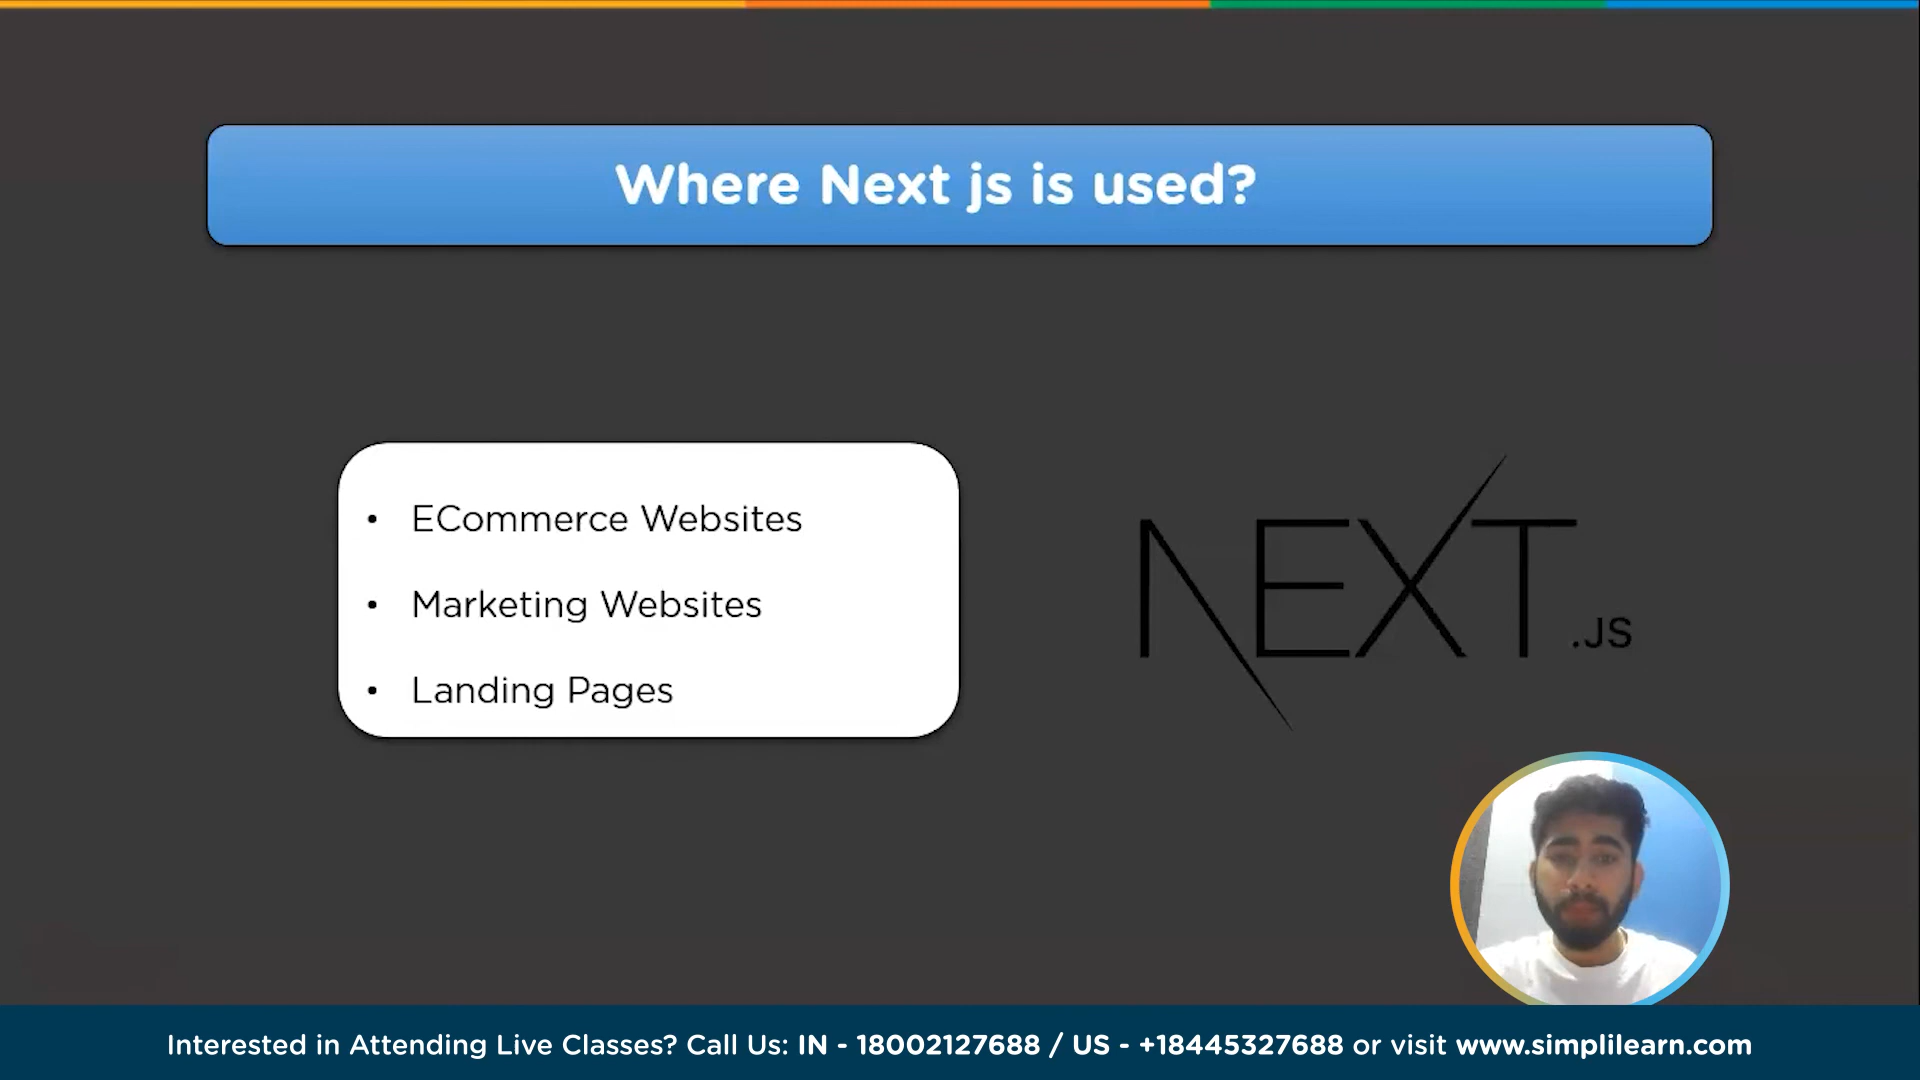 Where Next js is used?
• ECommerce Websites
• Marketing Websites
• Landing Pages
NEXT.JS
Interested in Attending Live Classes? Call Us: IN - 18002127688 / US - +18445327688 or visit www.simplilearn.com